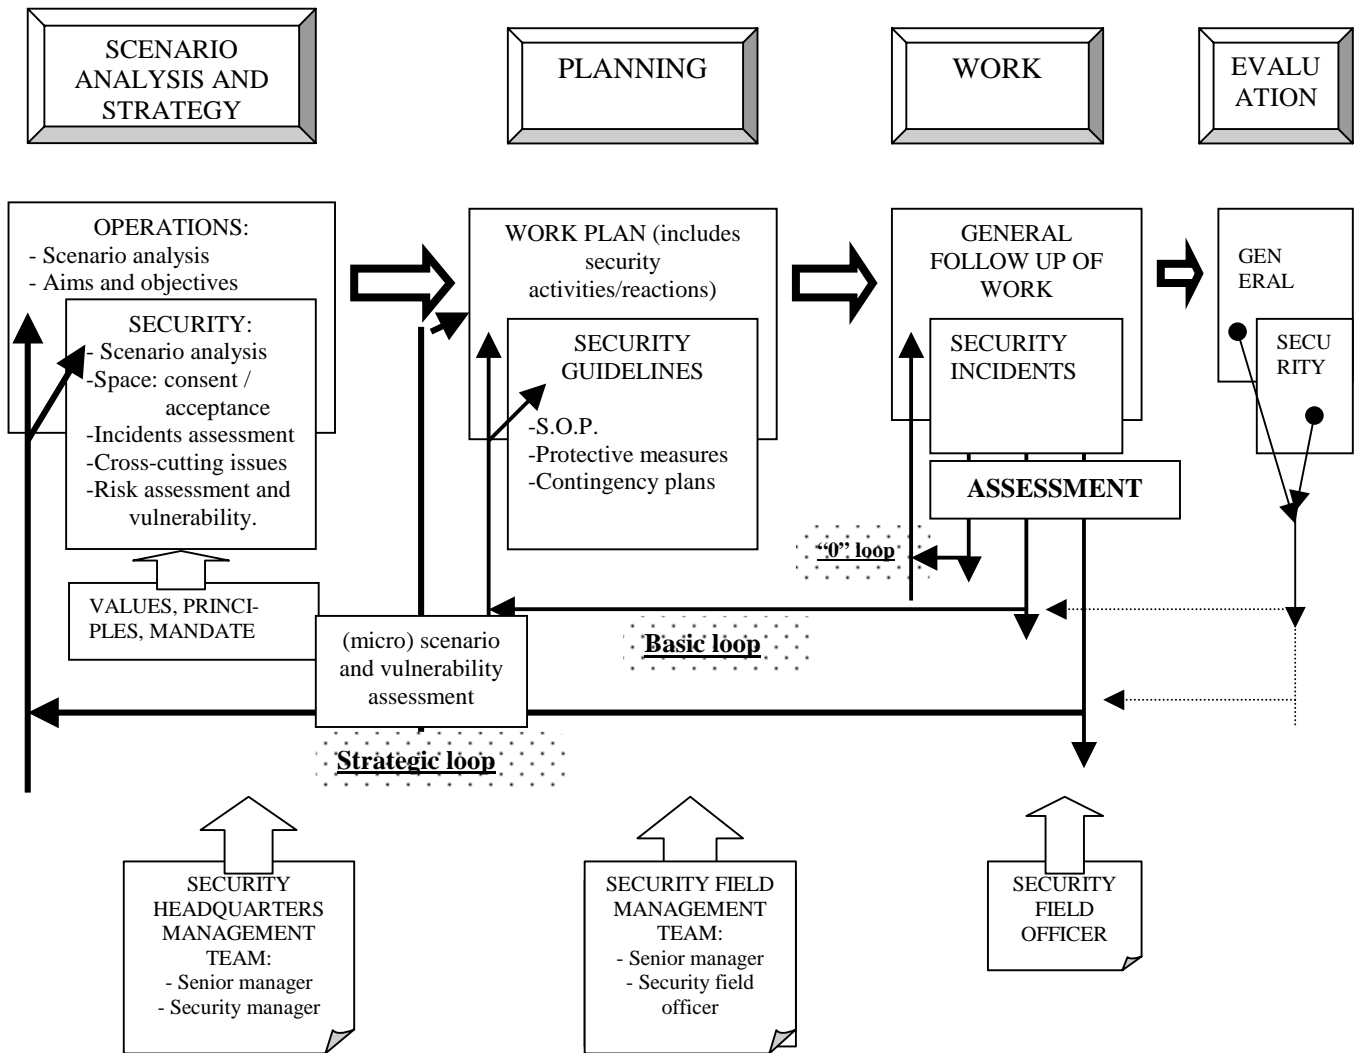 SCENARIO
ANALYSIS AND
STRATEGY
PLANNING
WORK
EVALU
ATION
OPERATIONS:
- Scenario analysis
- Aims and objectives
SECURITY:
- Scenario analysis
-Space: consent /
acceptance
-Incidents assessment
-Cross-cutting issues
-Risk assessment and
vulnerability.
VALUES, PRINCI-
PLES, MANDATE
WORK PLAN (includes
security
activities/reactions)
SECURITY
GUIDELINES
-S.O.P.
-Protective measures
-Contingency plans
GENERAL
FOLLOW UP OF
WORK
SECURITY
INCIDENTS
ASSESSMENT
GEN
ERAL
SECU
RITY
“0” loop
Basic loop
(micro) scenario
and vulnerability
assessment
Strategic loop
SECURITY
HEADQUARTERS
MANAGEMENT
TEAM:
- Senior manager
- Security manager
SECURITY FIELD
MANAGEMENT
TEAM:
- Senior manager
- Security field
officer
SECURITY
FIELD
OFFICER